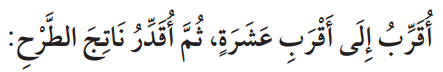 أُقَرِّبُ إِلَى أَقْرَبِ عَشَرَةٍ، ثُمَّ أُقَدِّرُ نَاتِجَ الطَّرْحِ: